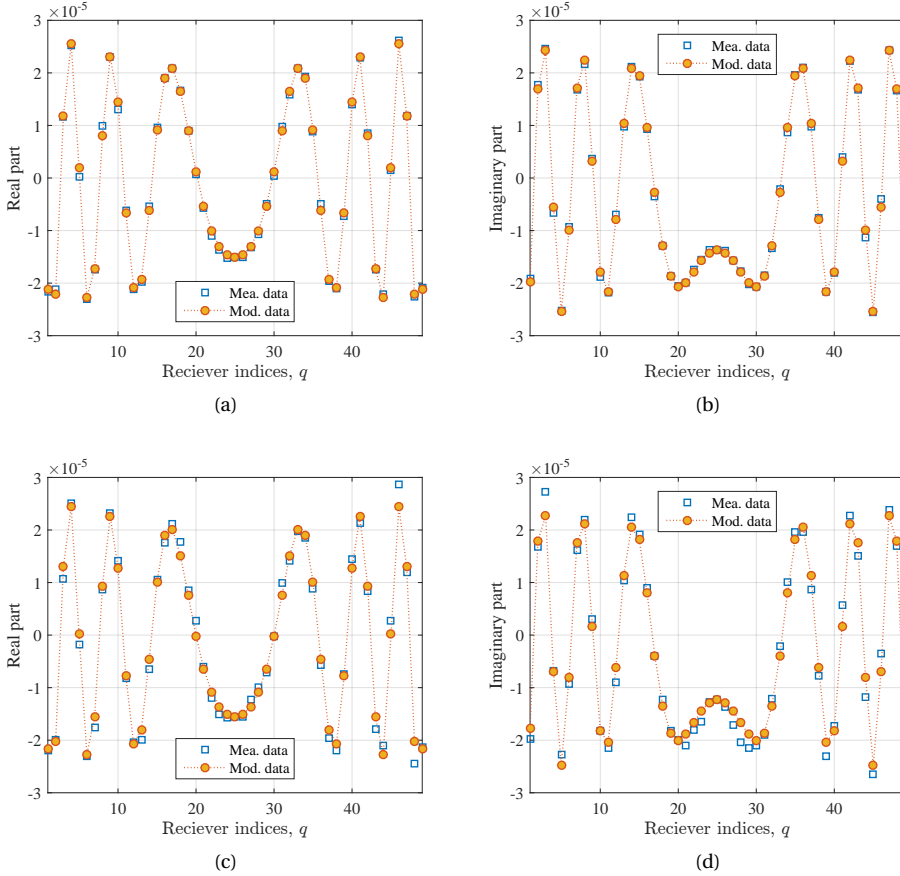 (a)
×10⁻⁵
3
2
1
0
-1
-2
-3
Real part
Mea. data
Mod. data
10 20 30 40
Reciever indices, q
(b)
×10⁻⁵
3
2
1
0
-1
-2
-3
Imaginary part
Mea. data
Mod. data
10 20 30 40
Reciever indices, q
(c)
×10⁻⁵
3
2
1
0
-1
-2
-3
Real part
Mea. data
Mod. data
10 20 30 40
Reciever indices, q
(d)
×10⁻⁵
3
2
1
0
-1
-2
-3
Imaginary part
Mea. data
Mod. data
10 20 30 40
Reciever indices, q